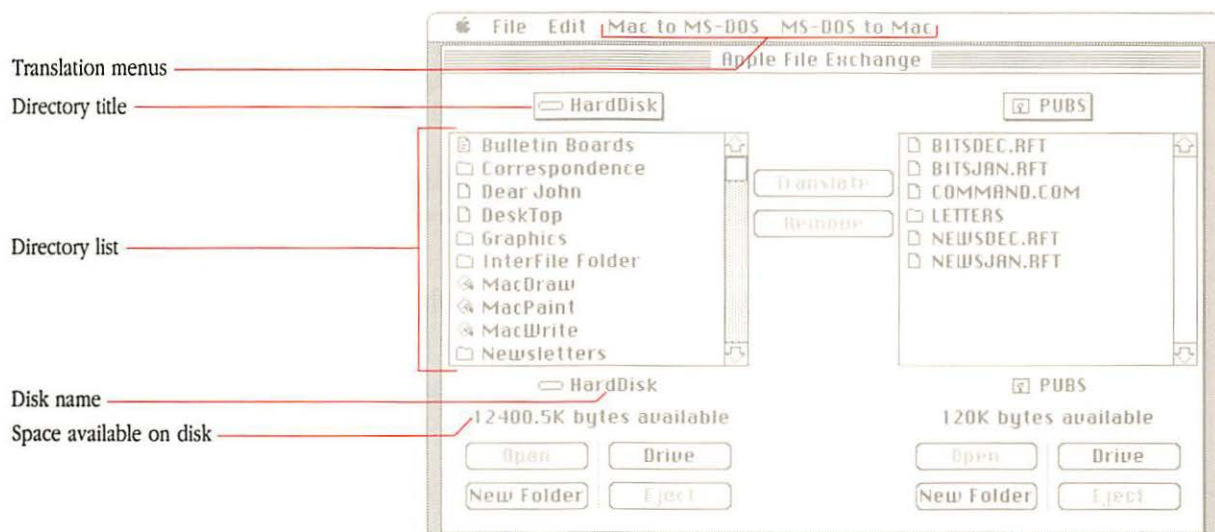 File Edit Mac to MS-DOS MS-DOS to Mac
Apple File Exchange
Translation menus
Directory title
HardDisk
PUBS
Directory list
Bulletin Boards
Correspondence
Dear John
DeskTop
Graphics
InterFile Folder
MacDraw
MacPaint
MacWrite
Newsletters
Translate
Remove
BITSDEC.RFT
BITSJAN.RFT
COMMAND.COM
LETTERS
NEWSDEC.RFT
NEWSJAN.RFT
Disk name
HardDisk
PUBS
Space available on disk
12400.5K bytes available
120K bytes available
Open Drive
New Folder Eject
Open Drive
New Folder Eject